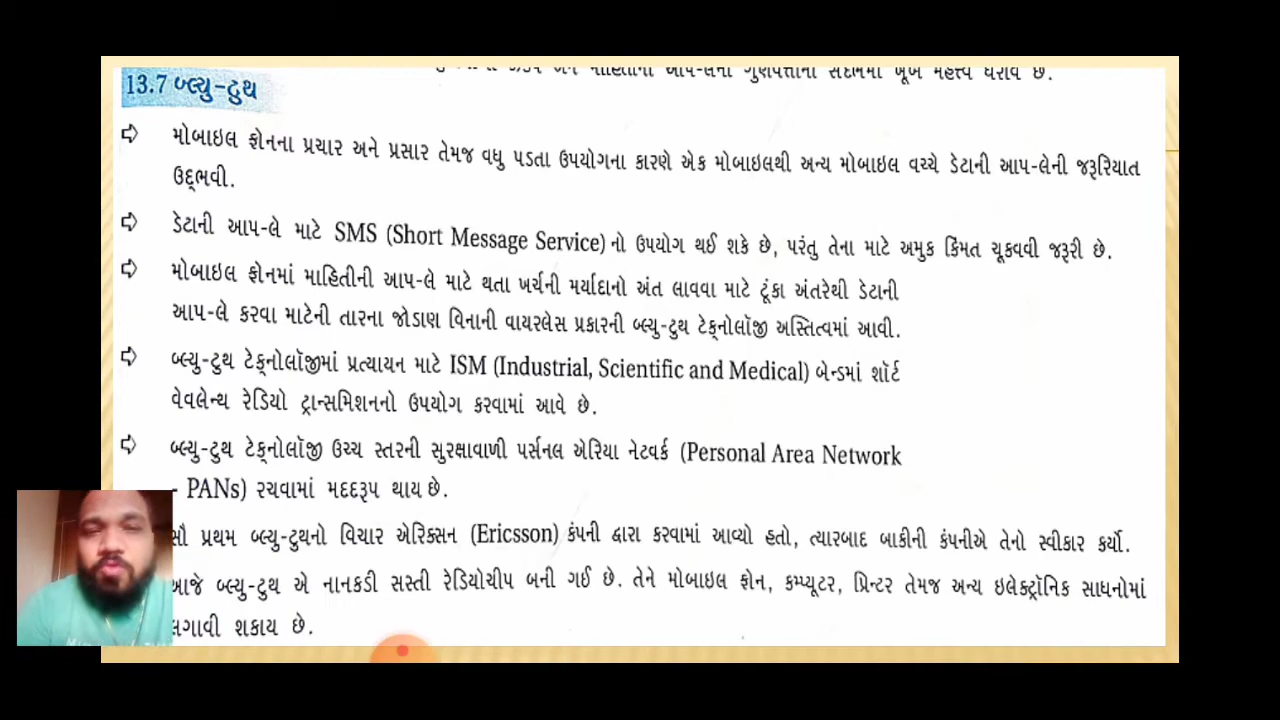 ખૂબ મહત્ત્વ ધરાવે છે.
13.7 બ્લ્યુ-ટુથ
⇨ મોબાઇલ ફોનના પ્રચાર અને પ્રસાર તેમજ વધુ પડતા ઉપયોગના કારણે એક મોબાઇલથી અન્ય મોબાઇલ વચ્ચે ડેટાની આપ-લેની જરૂરિયાત
ઉદ્ભવી.
⇨ ડેટાની આપ-લે માટે SMS (Short Message Service) નો ઉપયોગ થઈ શકે છે, પરંતુ તેના માટે અમુક કિંમત ચૂકવવી જરૂરી છે.
⇨ મોબાઇલ ફોનમાં માહિતીની આપ-લે માટે થતા ખર્ચની મર્યાદાનો અંત લાવવા માટે ટૂંકા અંતરેથી ડેટાની
આપ-લે કરવા માટેની તારના જોડાણ વિનાની વાયરલેસ પ્રકારની બ્લ્યુ-ટુથ ટેક્નોલૉજી અસ્તિત્વમાં આવી.
⇨ બ્લ્યુ-ટુથ ટેક્નોલૉજીમાં પ્રત્યાયન માટે ISM (Industrial, Scientific and Medical) બેન્ડમાં શૉર્ટ
વેવલેન્થ રેડિયો ટ્રાન્સમિશનનો ઉપયોગ કરવામાં આવે છે.
⇨ બ્લ્યુ-ટુથ ટેક્નોલૉજી ઉચ્ચ સ્તરની સુરક્ષાવાળી પર્સનલ એરિયા નેટવર્ક (Personal Area Network
- PANs) રચવામાં મદદરૂપ થાય છે.
સૌ પ્રથમ બ્લ્યુ-ટુથનો વિચાર એરિક્સન (Ericsson) કંપની દ્વારા કરવામાં આવ્યો હતો, ત્યારબાદ બાકીની કંપનીએ તેનો સ્વીકાર કર્યો.
આજે બ્લ્યુ-ટુથ એ નાનકડી સસ્તી રેડિયોચીપ બની ગઈ છે. તેને મોબાઇલ ફોન, કમ્પ્યૂટર, પ્રિન્ટર તેમજ અન્ય ઇલેક્ટ્રૉનિક સાધનોમાં
લગાવી શકાય છે.